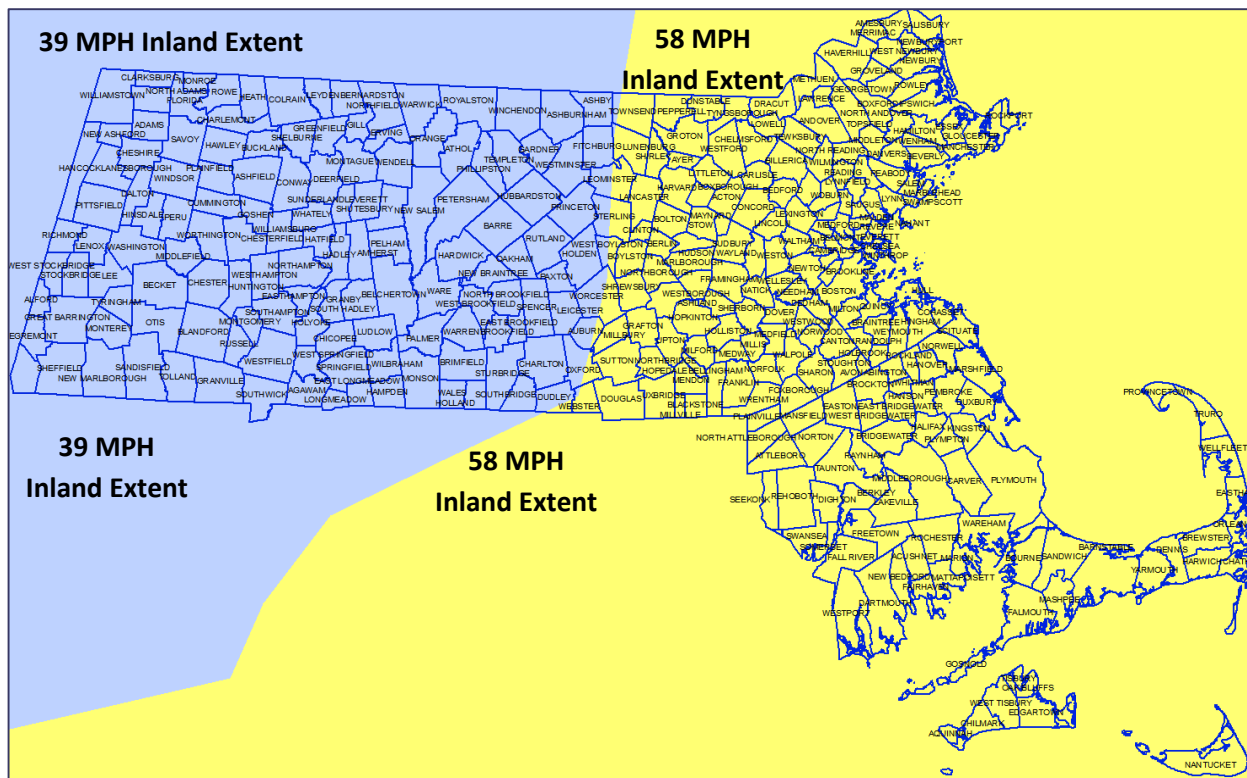 39 MPH Inland Extent
58 MPH
Inland Extent
AMESBURY
SALISBURY
MERRIMAC
NEWBURYPORT
HAVERHILL
WEST NEWBURY
NEWBURY
GROVELAND
CLARKSBURG
MONROE
WILLIAMSTOWN
NORTH ADAMS
ROWE
FLORIDA
HEATH
COLRAIN
LEYDEN
BERNARDSTON
NORTHFIELD
WARWICK
ROYALSTON
WINCHENDON
ASHBY
ASHBURNHAM
TOWNSEND
PEPPERELL
DUNSTABLE
TYNGSBOROUGH
DRACUT
LOWELL
METHUEN
LAWRENCE
GEORGETOWN
ROWLEY
BOXFORD
IPSWICH
ANDOVER
NORTH ANDOVER
TOPSFIELD
ROCKPORT
ESSEX
GLOUCESTER
HAMILTON
MANCHESTER
ADAMS
NEW ASHFORD
SAVOY
CHARLEMONT
HAWLEY
BUCKLAND
SHELBURNE
GREENFIELD
GILL
ERVING
ORANGE
ATHOL
PHILLIPSTON
TEMPLETON
GARDNER
WESTMINSTER
FITCHBURG
LUNENBURG
GROTON
SHIRLEY
AYER
WESTFORD
CHELMSFORD
TEWKSBURY
BILLERICA
WILMINGTON
NORTH READING
MIDDLETON
WENHAM
DANVERS
BEVERLY
READING
LYNNFIELD
PEABODY
SALEM
MARBLEHEAD
SWAMPSCOTT
CHESHIRE
HANCOCK
LANESBOROUGH
WINDSOR
PLAINFIELD
ASHFIELD
CONWAY
DEERFIELD
MONTAGUE
WENDELL
LEOMINSTER
LITTLETON
HARVARD
BOXBOROUGH
CARLISLE
ACTON
BEDFORD
WOBURN
SAUGUS
LYNN
NAHANT
DALTON
PITTSFIELD
HINSDALE
PERU
CUMMINGTON
GOSHEN
WILLIAMSBURG
WHATELY
SUNDERLAND
LEVERETT
SHUTESBURY
NEW SALEM
PETERSHAM
HUBBARDSTON
PRINCETON
LANCASTER
STERLING
BOLTON
CLINTON
MAYNARD
STOW
CONCORD
LINCOLN
LEXINGTON
MEDFORD
MALDEN
REVERE
EVERETT
RICHMOND
LENOX
WASHINGTON
MIDDLEFIELD
WORTHINGTON
CHESTERFIELD
HATFIELD
HADLEY
AMHERST
PELHAM
BARRE
RUTLAND
HOLDEN
WEST BOYLSTON
BOYLSTON
BERLIN
HUDSON
SUDBURY
WAYLAND
WESTON
WALTHAM
WEST STOCKBRIDGE
STOCKBRIDGE
LEE
BECKET
CHESTER
HUNTINGTON
WESTHAMPTON
NORTHAMPTON
EASTHAMPTON
HARDWICK
OAKHAM
NEW BRAINTREE
PAXTON
NORTHBOROUGH
MARLBOROUGH
FRAMINGHAM
WELLESLEY
NEWTON
BROOKLINE
BOSTON
ALFORD
GREAT BARRINGTON
TYRINGHAM
MONTEREY
OTIS
BLANDFORD
MONTGOMERY
RUSSELL
SOUTHAMPTON
HOLYOKE
GRANBY
SOUTH HADLEY
BELCHERTOWN
WARE
NORTH BROOKFIELD
WEST BROOKFIELD
SPENCER
LEICESTER
WORCESTER
SHREWSBURY
WESTBOROUGH
ASHLAND
NATICK
SHERBORN
DOVER
NEEDHAM
DEDHAM
MILTON
QUINCY
HULL
COHASSET
HINGHAM
SCITUATE
EGREMONT
SHEFFIELD
NEW MARLBOROUGH
SANDISFIELD
TOLLAND
GRANVILLE
WESTFIELD
WEST SPRINGFIELD
CHICOPEE
SPRINGFIELD
LUDLOW
WILBRAHAM
PALMER
WARREN
BROOKFIELD
EAST BROOKFIELD
BRIMFIELD
STURBRIDGE
CHARLTON
AUBURN
OXFORD
MILLBURY
GRAFTON
UPTON
HOPKINTON
HOLLISTON
MILFORD
MEDWAY
MILLIS
MEDFIELD
WESTWOOD
NORWOOD
WALPOLE
CANTON
RANDOLPH
BRAINTREE
WEYMOUTH
HOLBROOK
ROCKLAND
NORWELL
HANOVER
MARSHFIELD
SOUTHWICK
AGAWAM
LONGMEADOW
EAST LONGMEADOW
HAMPDEN
MONSON
WALES
HOLLAND
SOUTHBRIDGE
DUDLEY
WEBSTER
SUTTON
NORTHBRIDGE
DOUGLAS
UXBRIDGE
HOPEDALE
MENDON
BELLINGHAM
BLACKSTONE
MILLVILLE
FRANKLIN
NORFOLK
WRENTHAM
FOXBOROUGH
SHARON
STOUGHTON
AVON
ABINGTON
BROCKTON
WHITMAN
HANSON
PEMBROKE
DUXBURY
PLAINVILLE
MANSFIELD
EASTON
EAST BRIDGEWATER
WEST BRIDGEWATER
BRIDGEWATER
HALIFAX
KINGSTON
PLYMPTON
NORTH ATTLEBOROUGH
NORTON
ATTLEBORO
RAYNHAM
TAUNTON
MIDDLEBOROUGH
CARVER
PLYMOUTH
PROVINCETOWN
TRURO
WELLFLEET
39 MPH
Inland Extent
58 MPH
Inland Extent
SEEKONK
REHOBOTH
DIGHTON
BERKLEY
LAKEVILLE
WAREHAM
SWANSEA
SOMERSET
FREETOWN
ROCHESTER
FALL RIVER
ACUSHNET
MARION
BOURNE
SANDWICH
BARNSTABLE
DENNIS
BREWSTER
YARMOUTH
HARWICH
NEW BEDFORD
MATTAPOISETT
FAIRHAVEN
DARTMOUTH
WESTPORT
MASHPEE
FALMOUTH
GOSNOLD
TISBURY
OAK BLUFFS
WEST TISBURY
EDGARTOWN
CHILMARK
AQUINNAH
NANTUCKET